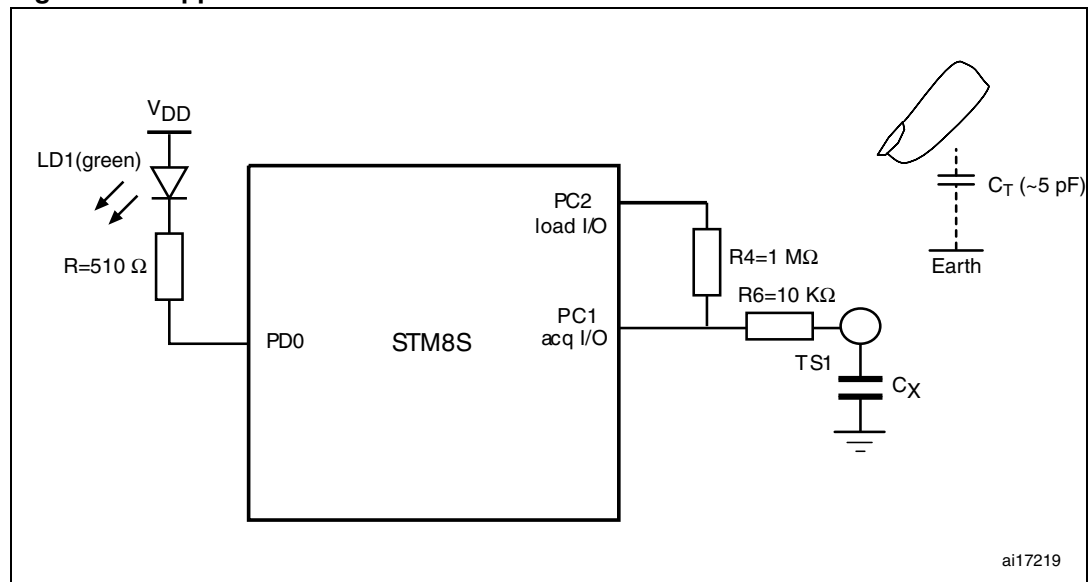 V_DD
LD1(green)
R=510 Ω
PD0
STM8S
PC2
load I/O
PC1
acq I/O
R4=1 MΩ
R6=10 KΩ
TS1
C_X
C_T (~5 pF)
Earth
ai17219